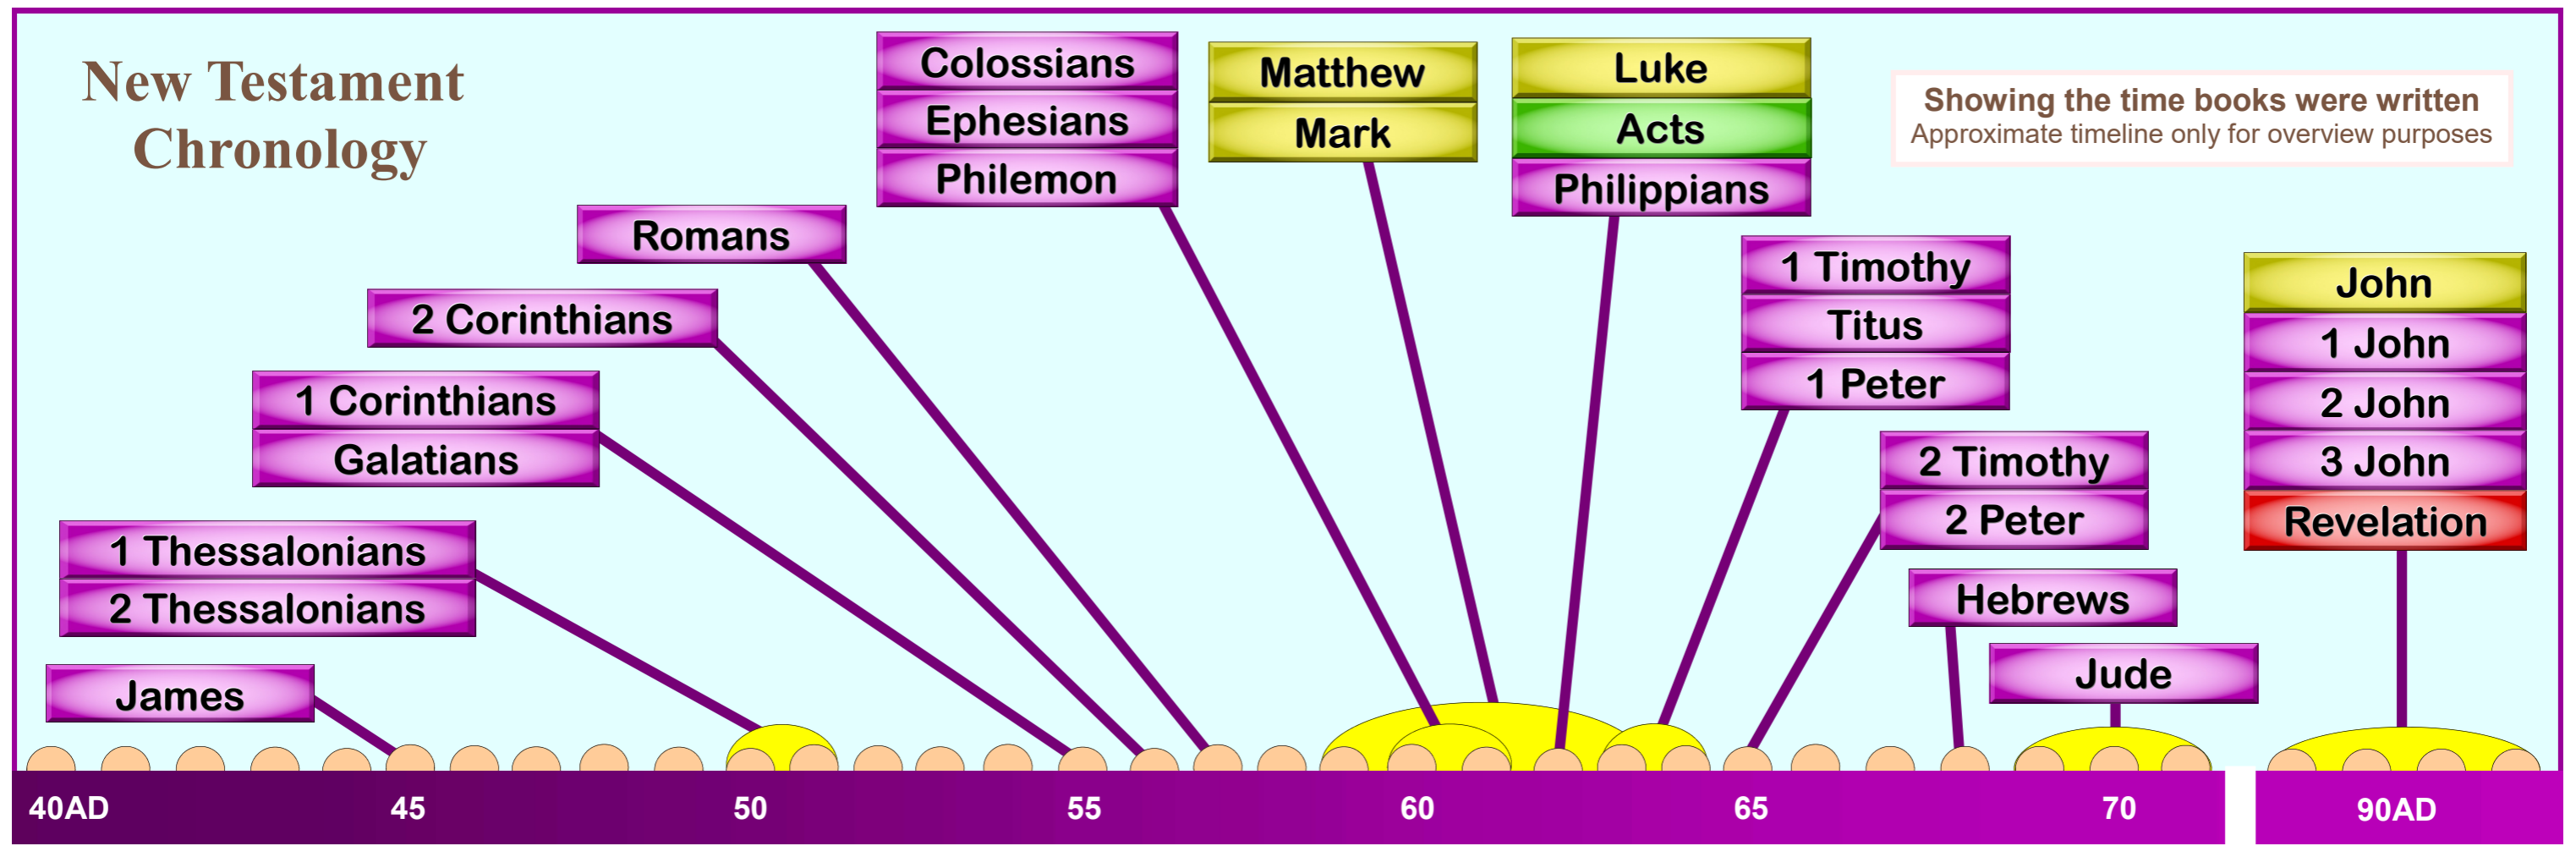 New Testament
Chronology
Showing the time books were written
Approximate timeline only for overview purposes
James
1 Thessalonians
2 Thessalonians
1 Corinthians
Galatians
2 Corinthians
Romans
Colossians
Ephesians
Philemon
Matthew
Mark
Luke
Acts
Philippians
1 Timothy
Titus
1 Peter
2 Timothy
2 Peter
Hebrews
Jude
John
1 John
2 John
3 John
Revelation
40AD 45 50 55 60 65 70 90AD